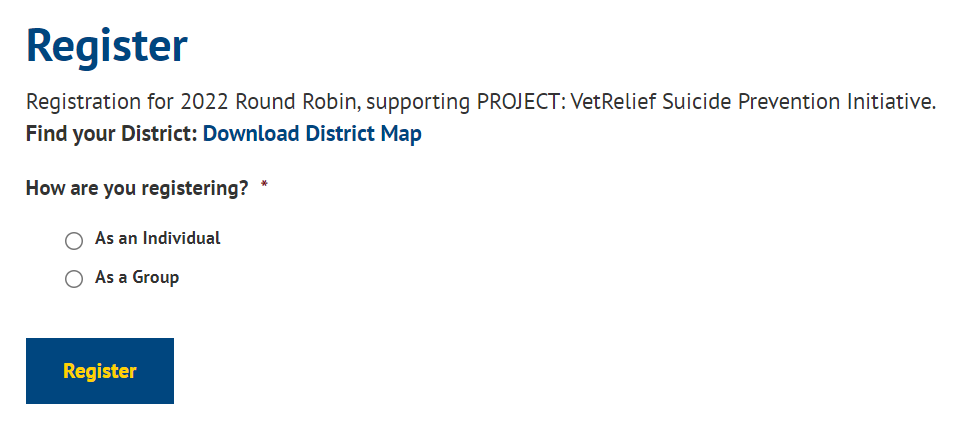 Register
Registration for 2022 Round Robin, supporting PROJECT: VetRelief Suicide Prevention Initiative.
Find your District: Download District Map
How are you registering? *
As an Individual
As a Group
Register